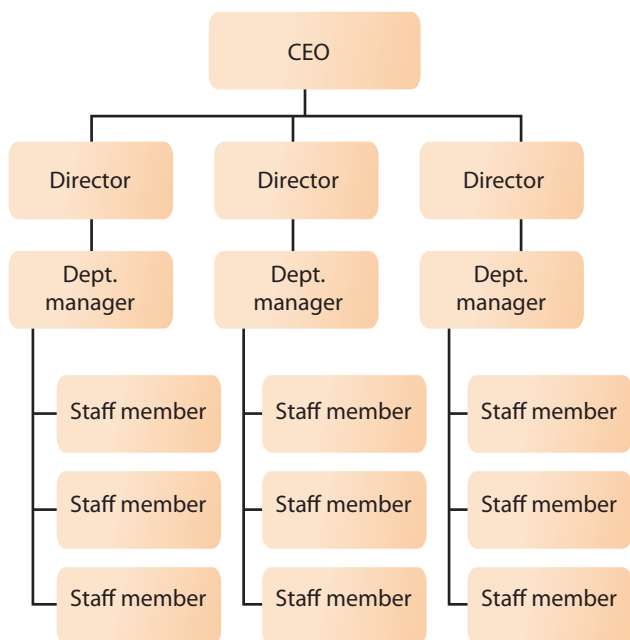 CEO
Director
Director
Director
Dept.
manager
Dept.
manager
Dept.
manager
Staff member
Staff member
Staff member
Staff member
Staff member
Staff member
Staff member
Staff member
Staff member